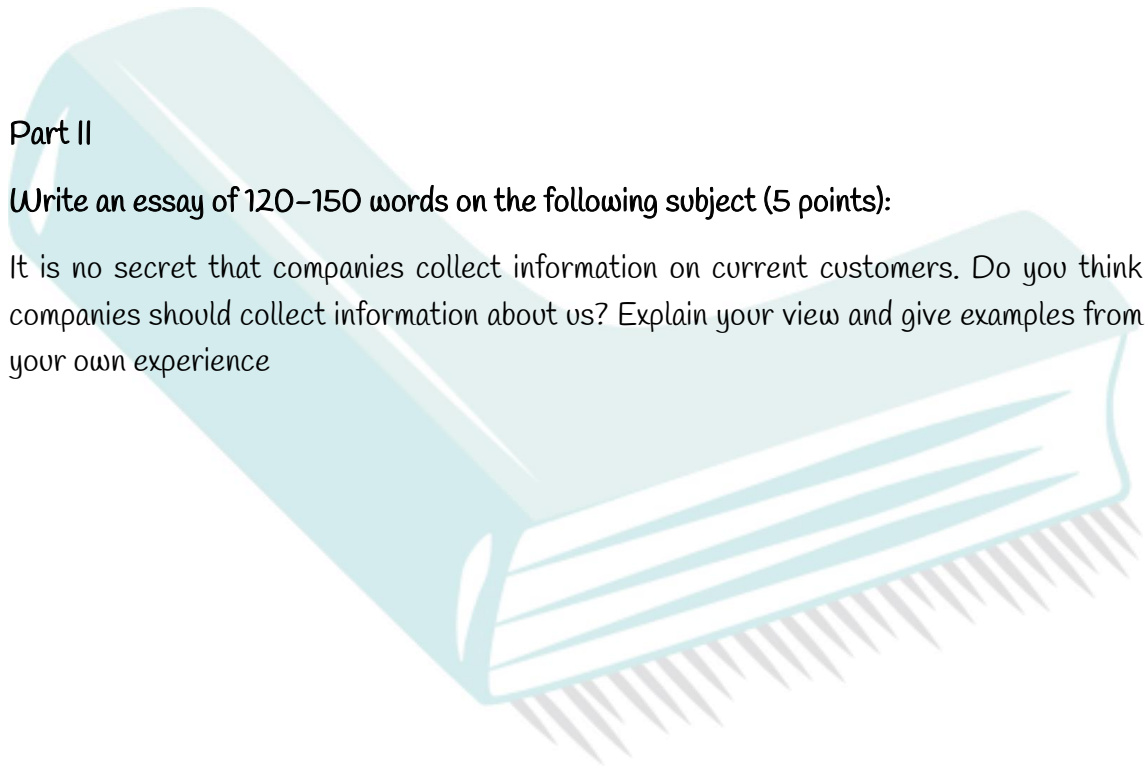 Part II
Write an essay of 120–150 words on the following subject (5 points):
It is no secret that companies collect information on current customers. Do you think
companies should collect information about us? Explain your view and give examples from
your own experience